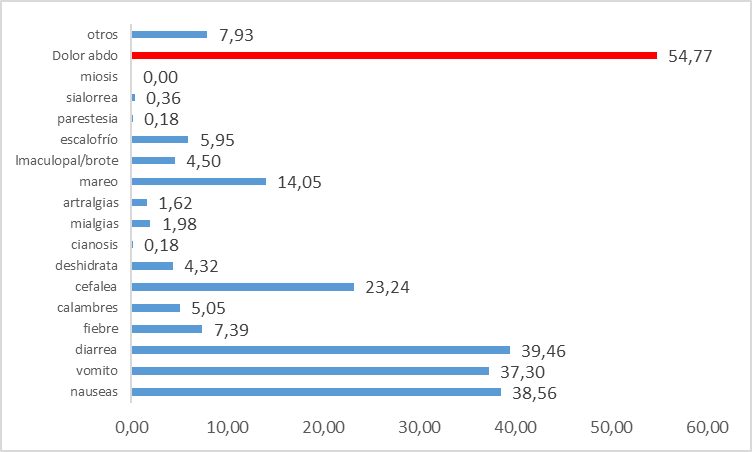 otros 7,93
Dolor abdo 54,77
miosis 0,00
sialorrea 0,36
parestesia 0,18
escalofrío 5,95
lmaculopal/brote 4,50
mareo 14,05
artralgias 1,62
mialgias 1,98
cianosis 0,18
deshidrata 4,32
cefalea 23,24
calambres 5,05
fiebre 7,39
diarrea 39,46
vomito 37,30
nauseas 38,56
0,00 10,00 20,00 30,00 40,00 50,00 60,00